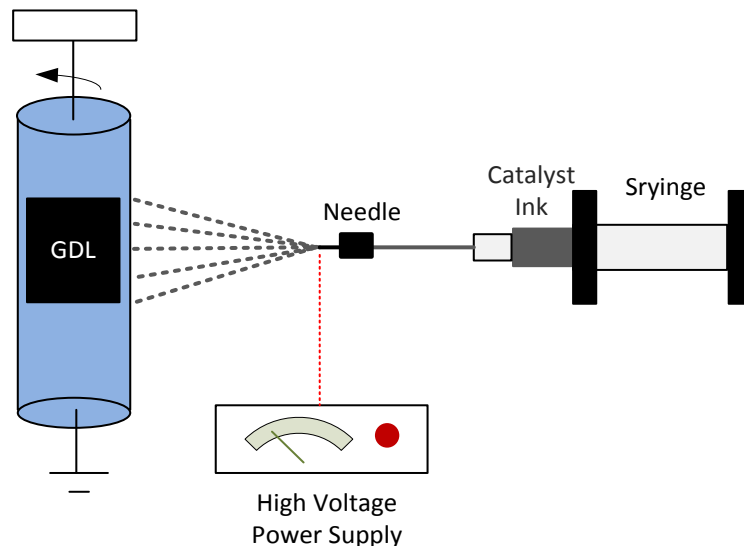 Catalyst
Ink
Sryinge
Needle
GDL
High Voltage
Power Supply